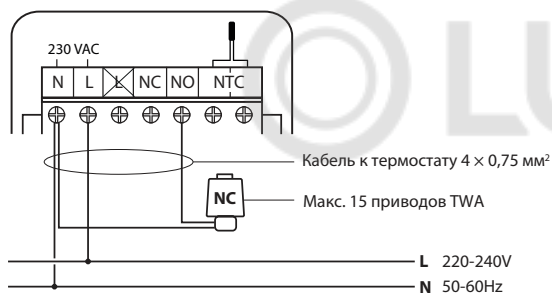 230 VAC
N L L NC NO NTC
Кабель к термостату 4 × 0,75 мм²
NC
Макс. 15 приводов TWA
L 220-240V
N 50-60Hz